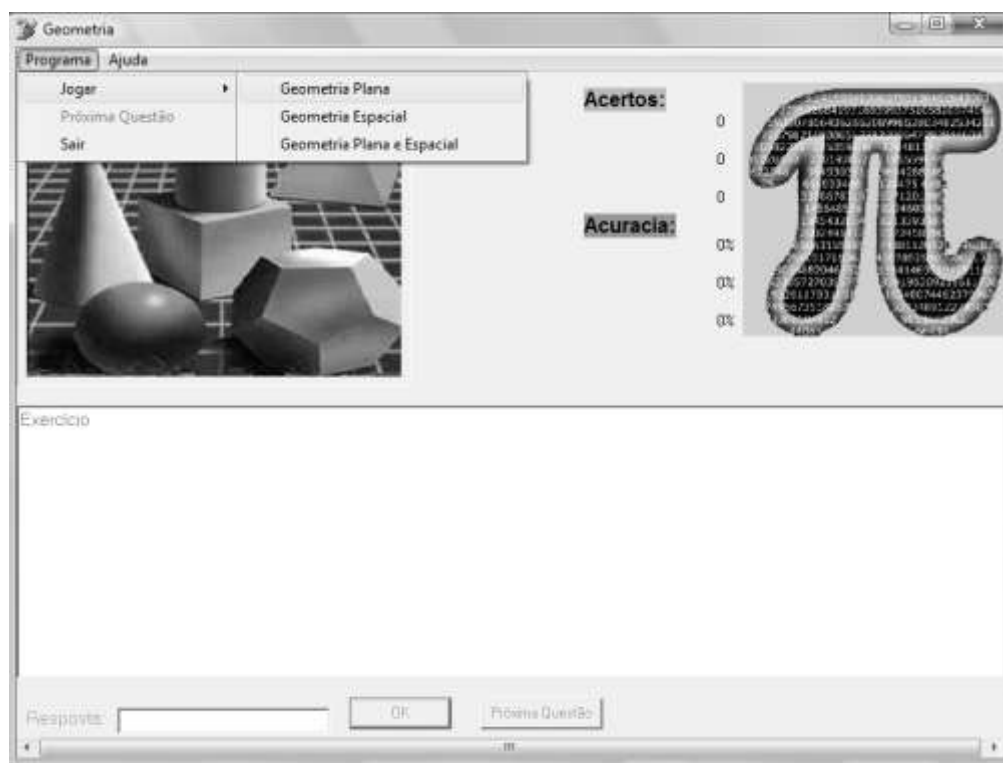 Geometria
Programa Ajuda
Jogar Geometria Plana
Próxima Questão Geometria Espacial
Sair Geometria Plana e Espacial
Acertos:
0
0
0
Acuracia:
0%
0%
0%
Exercício
Resposta: OK Próxima Questão